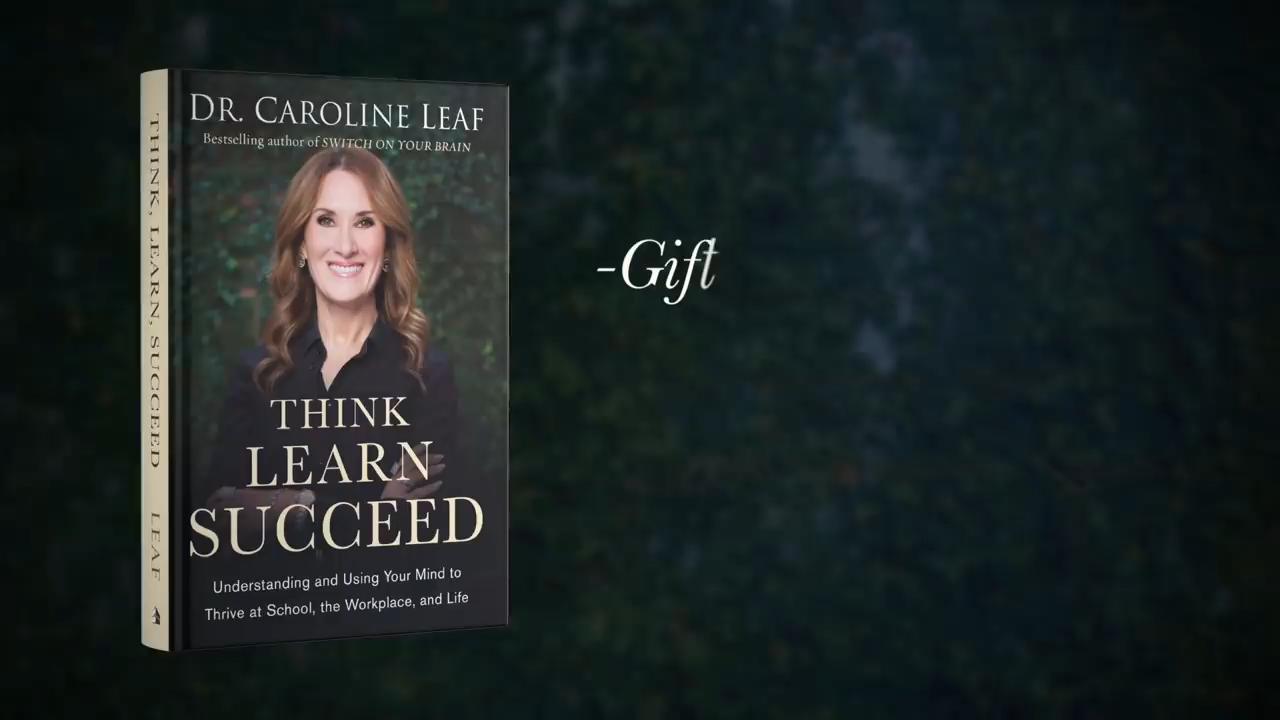 THINK, LEARN, SUCCEED LEAF
DR. CAROLINE LEAF
Bestselling author of SWITCH ON YOUR BRAIN
THINK
LEARN
SUCCEED
Understanding and Using Your Mind to
Thrive at School, the Workplace, and Life
-Gift